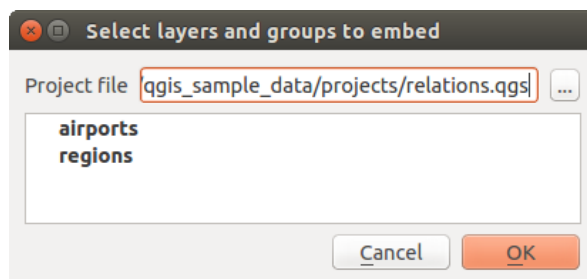 Select layers and groups to embed
Project file /qgis_sample_data/projects/relations.qgs ...
airports
regions
Cancel OK